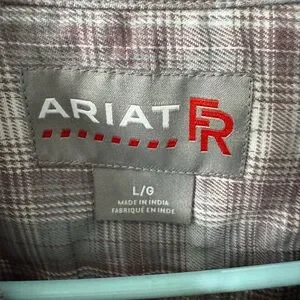 ARIAT FR
L/G
MADE IN INDIA
FABRIQUÉ EN INDE